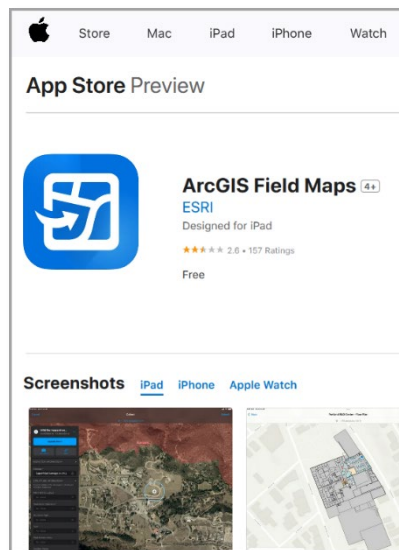 Store Mac iPad iPhone Watch
App Store Preview
ArcGIS Field Maps 4+
ESRI
Designed for iPad
2.6 • 157 Ratings
Free
Screenshots iPad iPhone Apple Watch